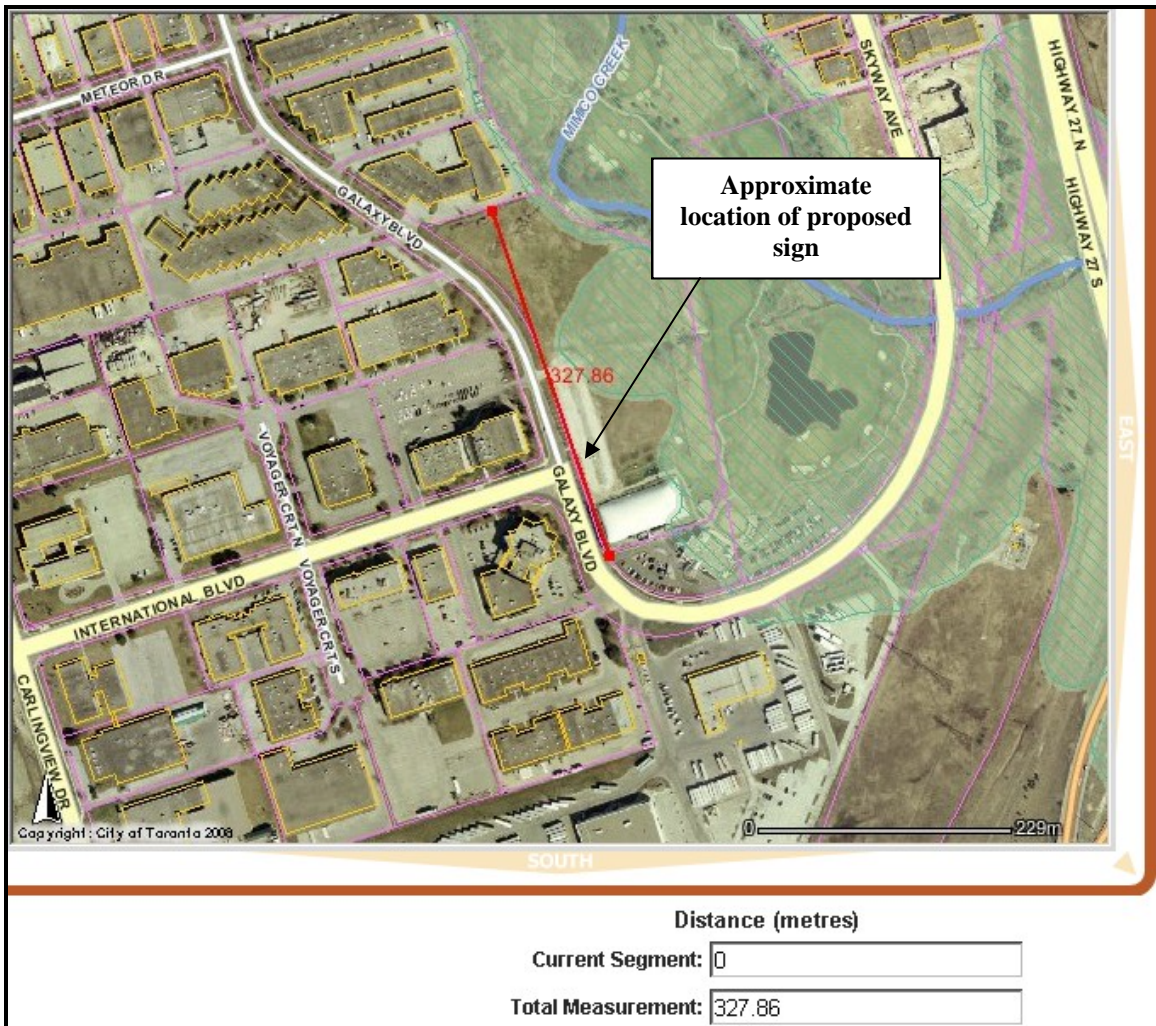 METEOR DR
MIMICO CREEK
SKYWAY AVE
HIGHWAY 27 N
HIGHWAY 27 S
Approximate
location of proposed
sign
GALAXY BLVD
327.86
EAST
VOYAGER CRT N
GALAXY BLVD
INTERNATIONAL BLVD
VOYAGER CRT S
CARLINGVIEW DR
Copyright : City of Toronto 2008
0
229m
SOUTH
Distance (metres)
Current Segment: 0
Total Measurement: 327.86